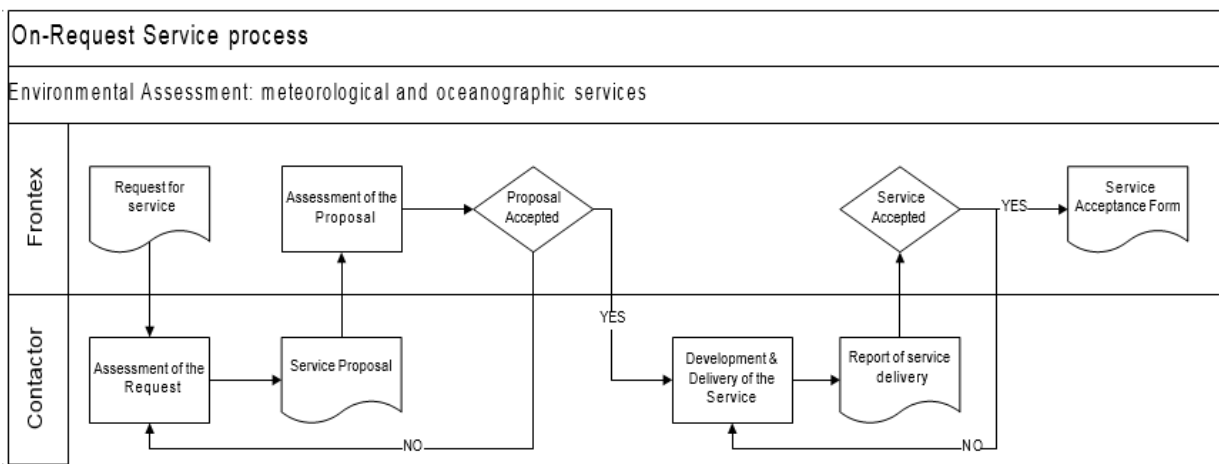 On-Request Service process
Environmental Assessment: meteorological and oceanographic services
Frontex
Request for
service
Assessment of the
Proposal
Proposal
Accepted
Service
Accepted
YES
Service
Acceptance Form
YES
Contactor
Assessment of the
Request
Service Proposal
Development &
Delivery of the
Service
Report of service
delivery
NO
NO